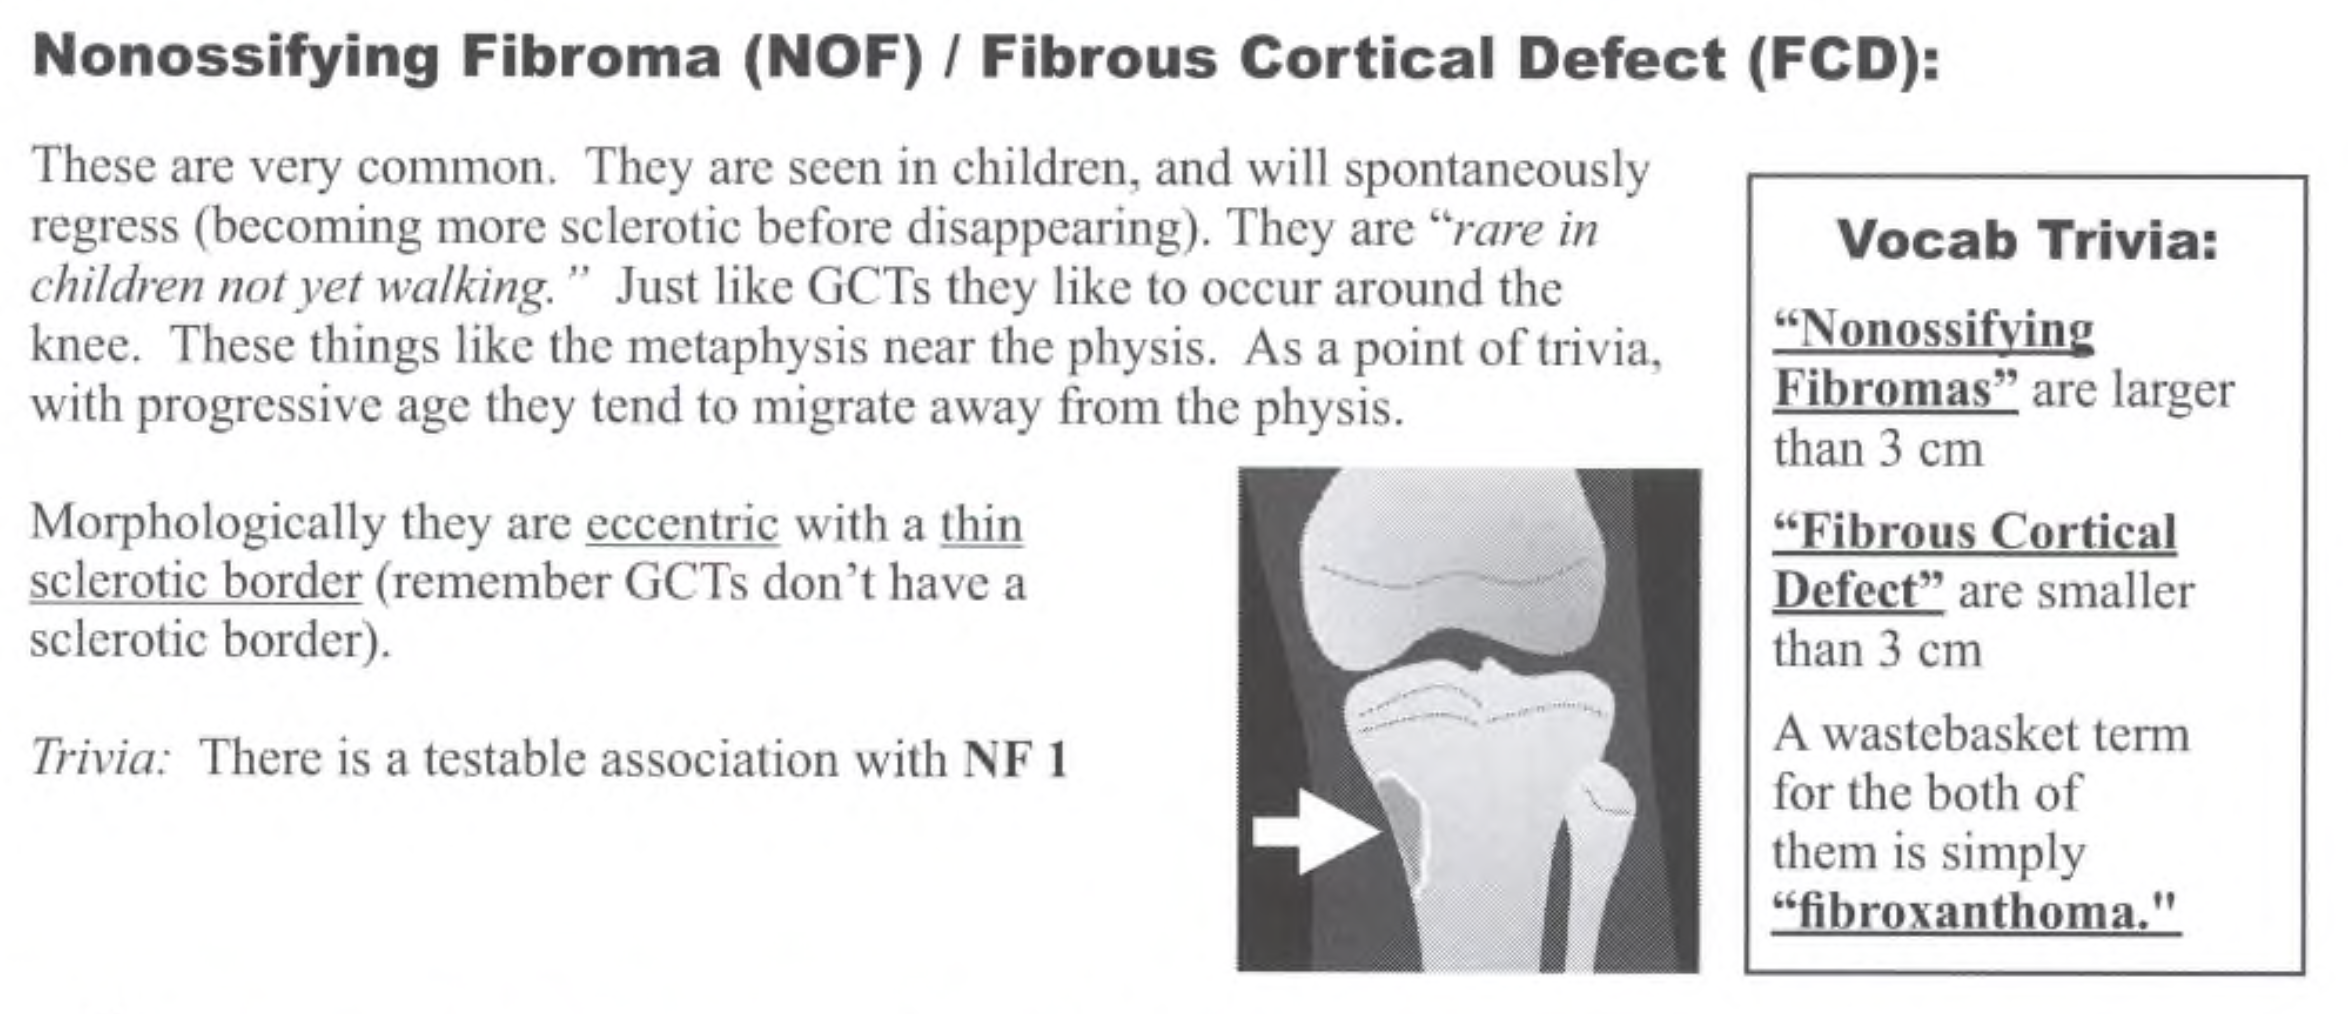 Nonossifying Fibroma (NOF) / Fibrous Cortical Defect (FCD):
These are very common. They are seen in children, and will spontaneously
regress (becoming more sclerotic before disappearing). They are “rare in
children not yet walking.” Just like GCTs they like to occur around the
knee. These things like the metaphysis near the physis. As a point of trivia,
with progressive age they tend to migrate away from the physis.
Morphologically they are eccentric with a thin
sclerotic border (remember GCTs don’t have a
sclerotic border).
Trivia: There is a testable association with NF 1
Vocab Trivia:
“Nonossifying
Fibromas” are larger
than 3 cm
“Fibrous Cortical
Defect” are smaller
than 3 cm
A wastebasket term
for the both of
them is simply
“fibroxanthoma."